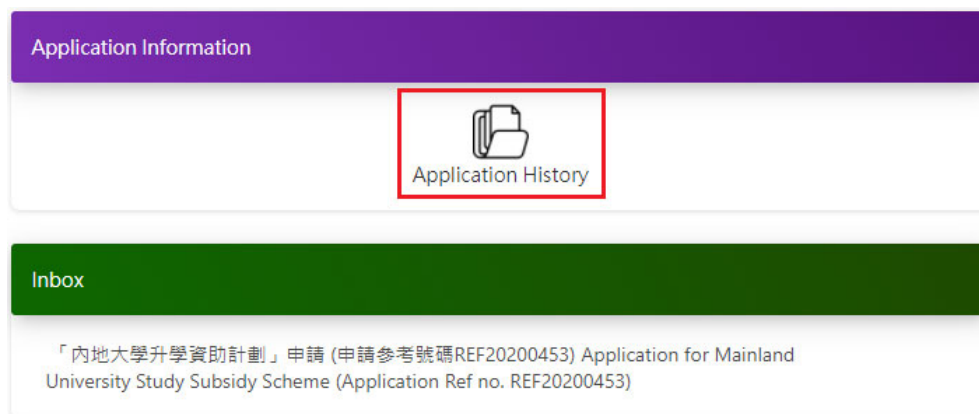 Application Information
Application History
Inbox
「內地大學升學資助計劃」申請 (申請參考號碼REF20200453) Application for Mainland
University Study Subsidy Scheme (Application Ref no. REF20200453)